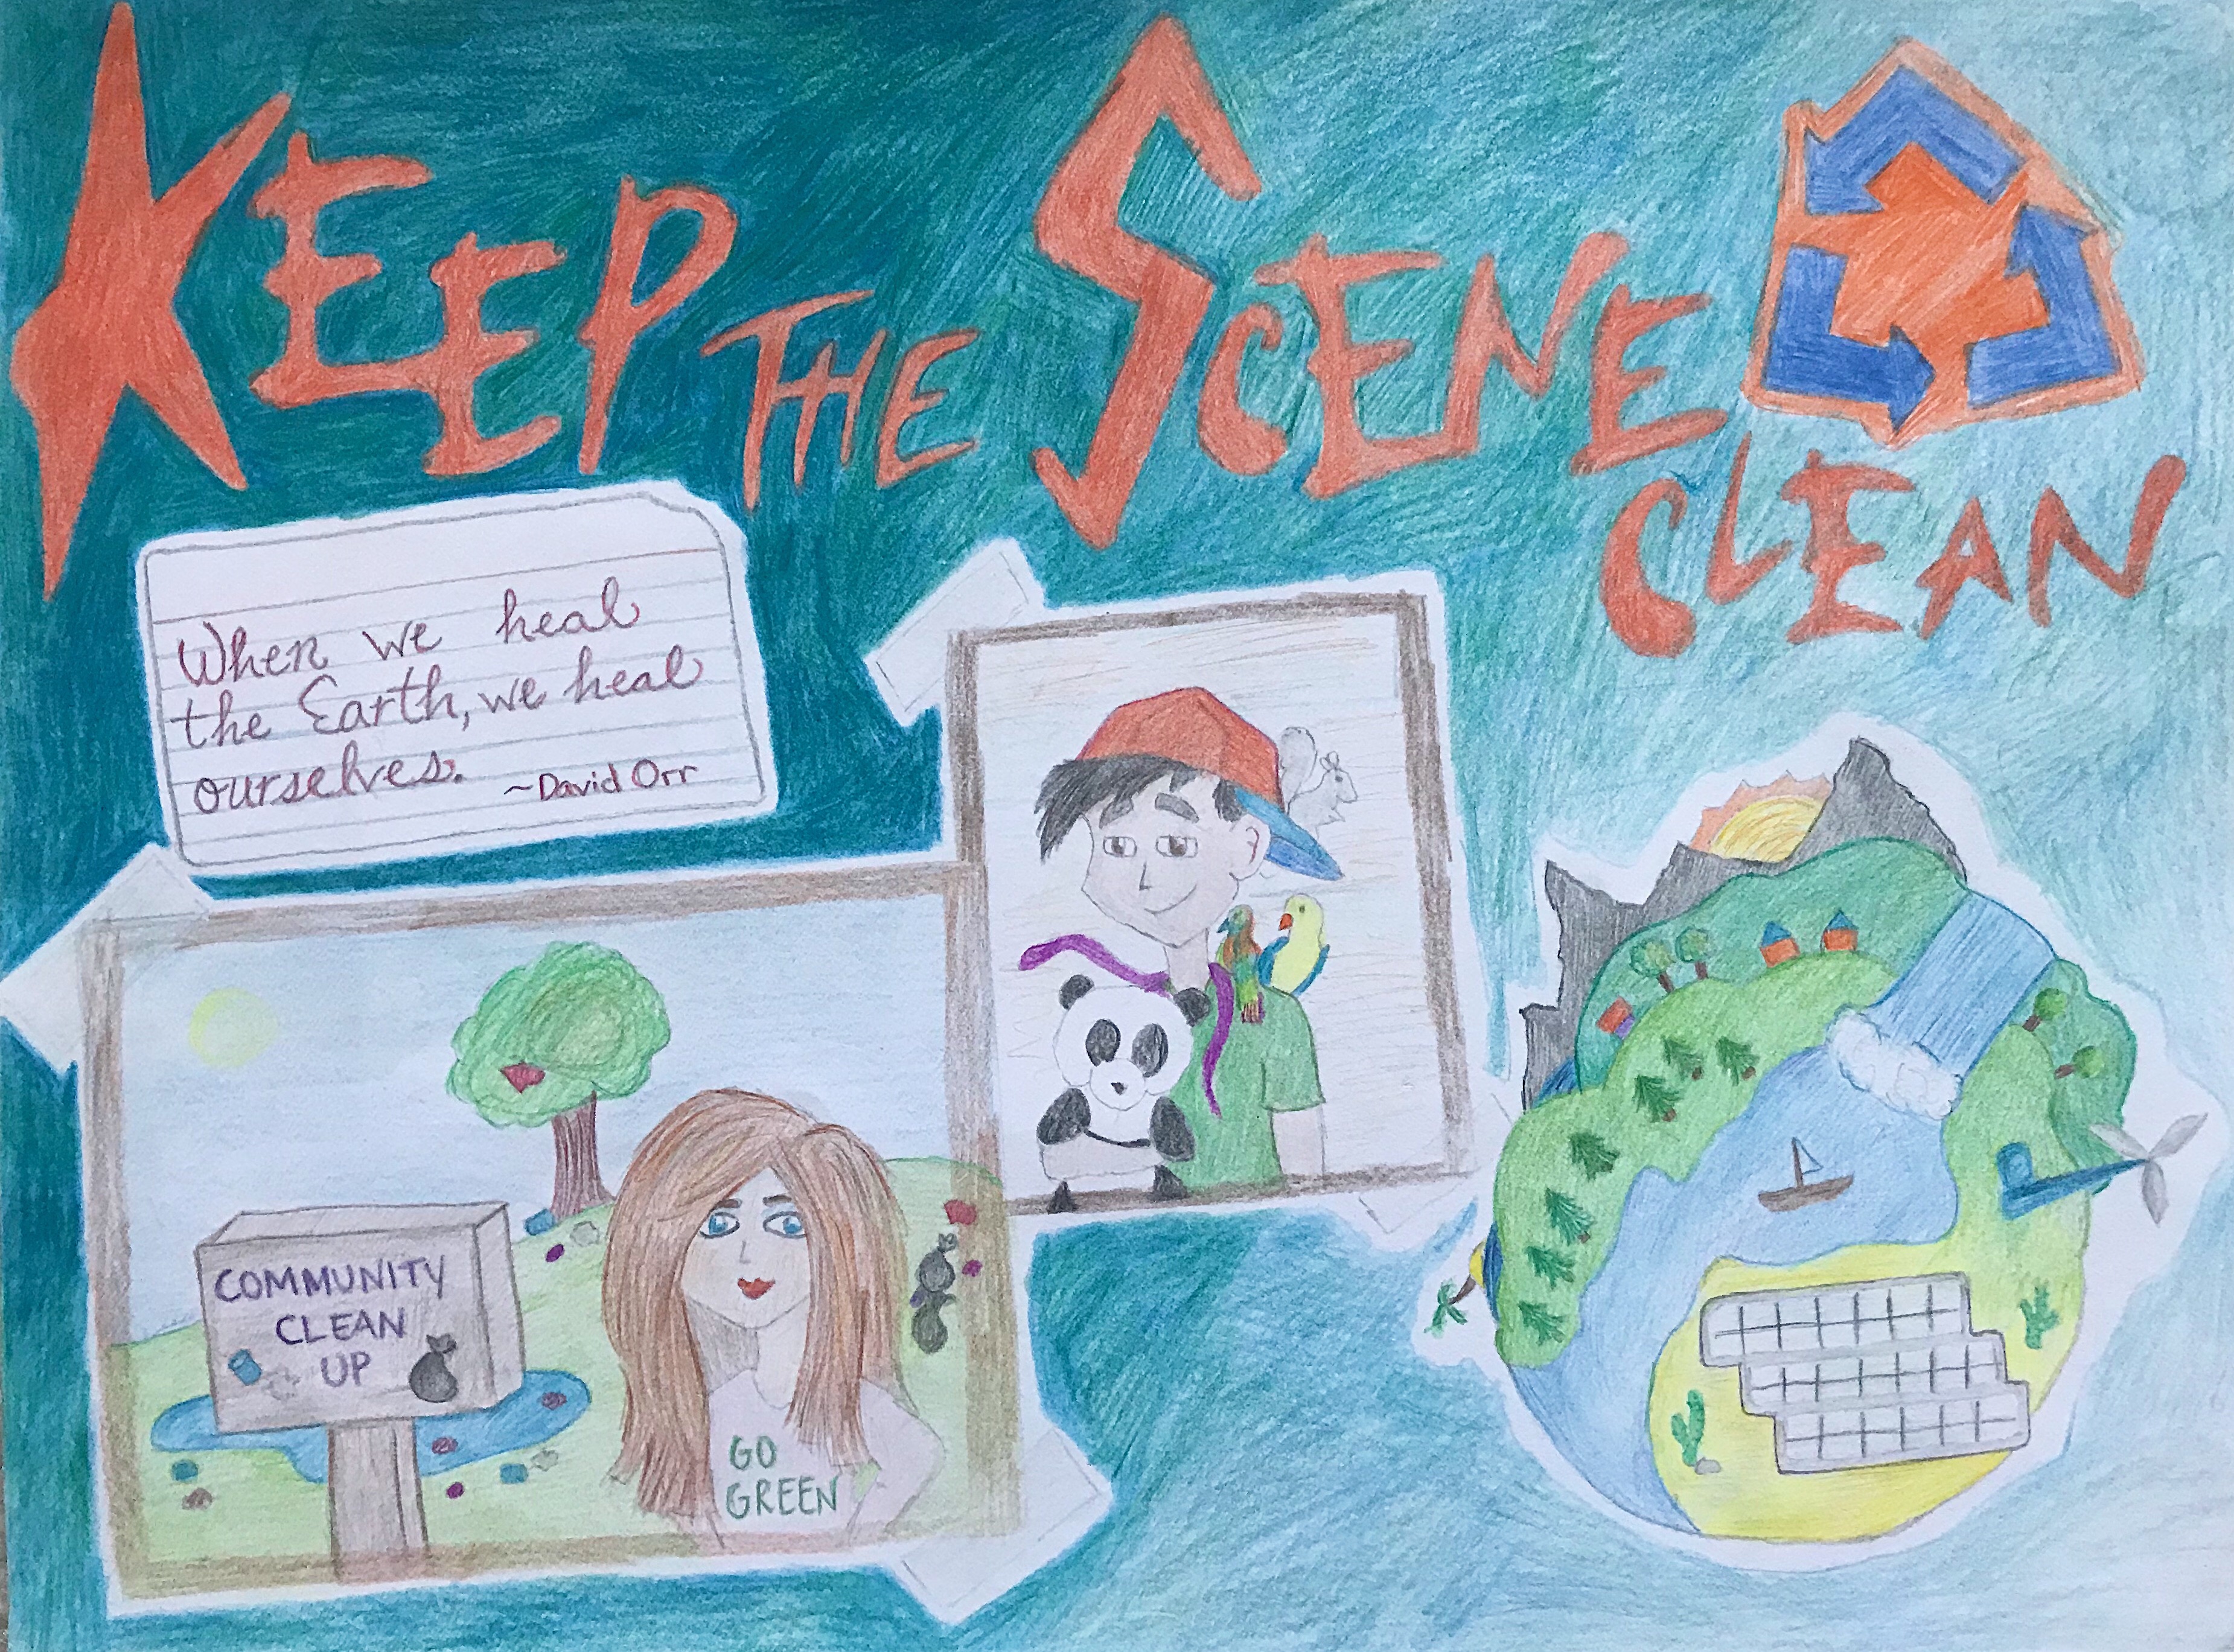 KEEP THE SCENE
CLEAN
When we heal
the Earth, we heal
ourselves.
~David Orr
COMMUNITY
CLEAN
UP
GO
GREEN